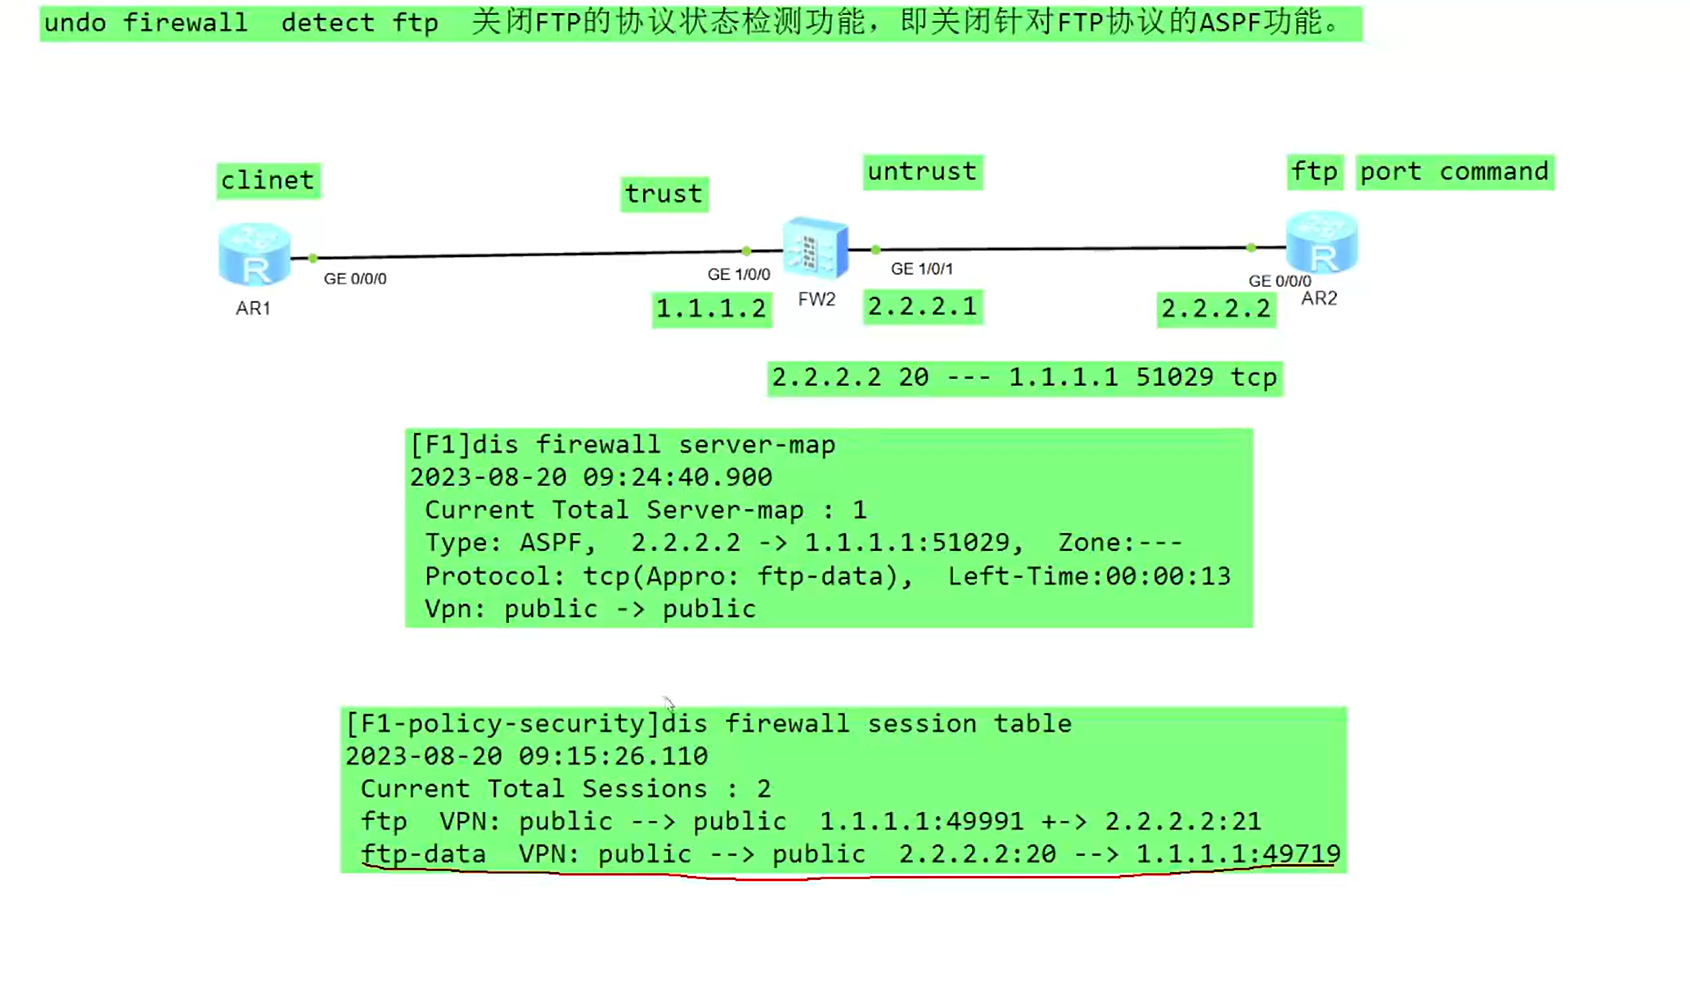 undo firewall  detect ftp  关闭FTP的协议状态检测功能，即关闭针对FTP协议的ASPF功能。
clinet
trust
untrust
ftp
port command
GE 0/0/0
GE 1/0/0
GE 1/0/1
GE 0/0/0
AR1
FW2
AR2
1.1.1.2
2.2.2.1
2.2.2.2
2.2.2.2 20 --- 1.1.1.1 51029 tcp
[F1]dis firewall server-map
2023-08-20 09:24:40.900
Current Total Server-map : 1
Type: ASPF,  2.2.2.2 -> 1.1.1.1:51029,  Zone:---
Protocol: tcp(Appro: ftp-data),  Left-Time:00:00:13
Vpn: public -> public
[F1-policy-security]dis firewall session table
2023-08-20 09:15:26.110
Current Total Sessions : 2
ftp  VPN: public --> public  1.1.1.1:49991 +-> 2.2.2.2:21
ftp-data  VPN: public --> public  2.2.2.2:20 --> 1.1.1.1:49719